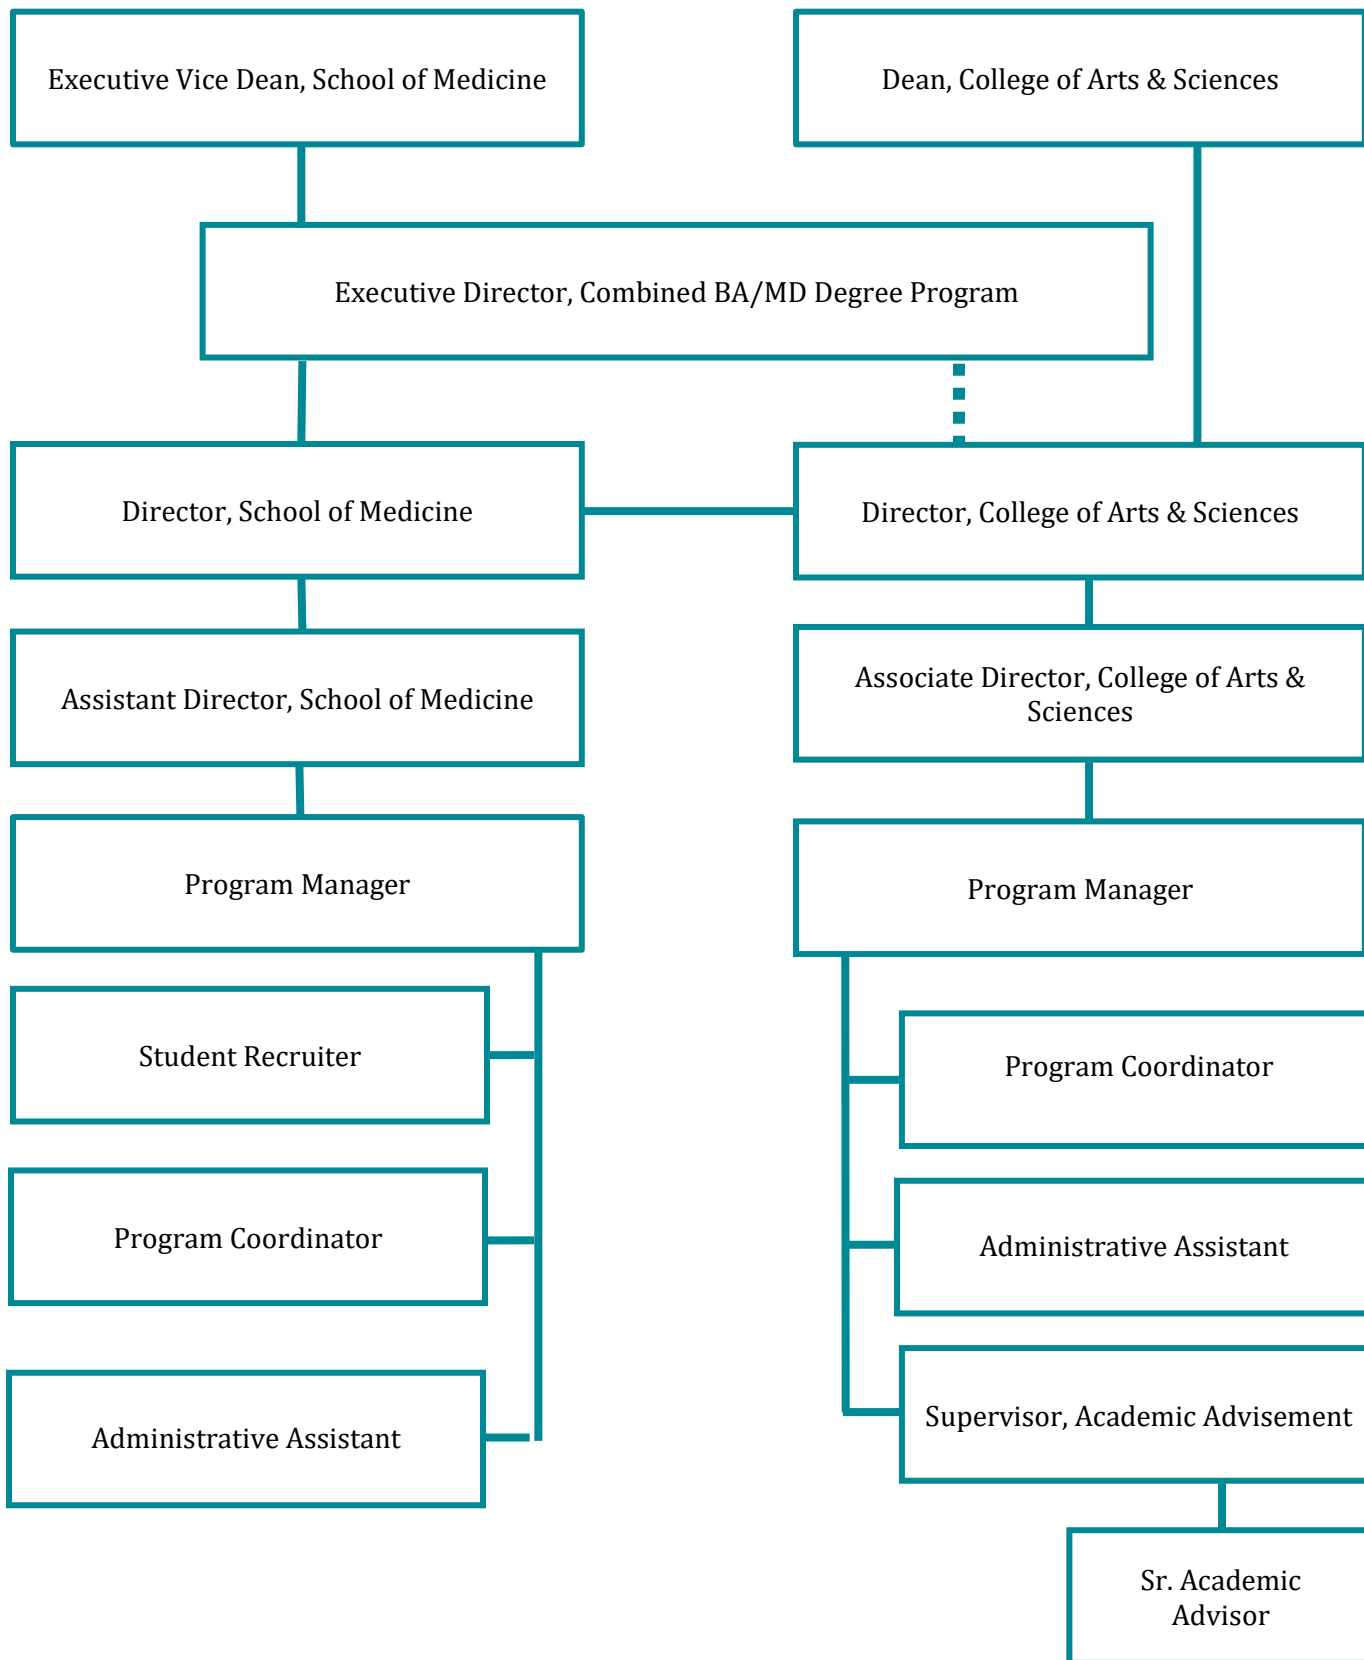 Executive Vice Dean, School of Medicine
Dean, College of Arts & Sciences
Executive Director, Combined BA/MD Degree Program
Director, School of Medicine
Director, College of Arts & Sciences
Assistant Director, School of Medicine
Associate Director, College of Arts &
Sciences
Program Manager
Program Manager
Student Recruiter
Program Coordinator
Program Coordinator
Administrative Assistant
Administrative Assistant
Supervisor, Academic Advisement
Sr. Academic
Advisor